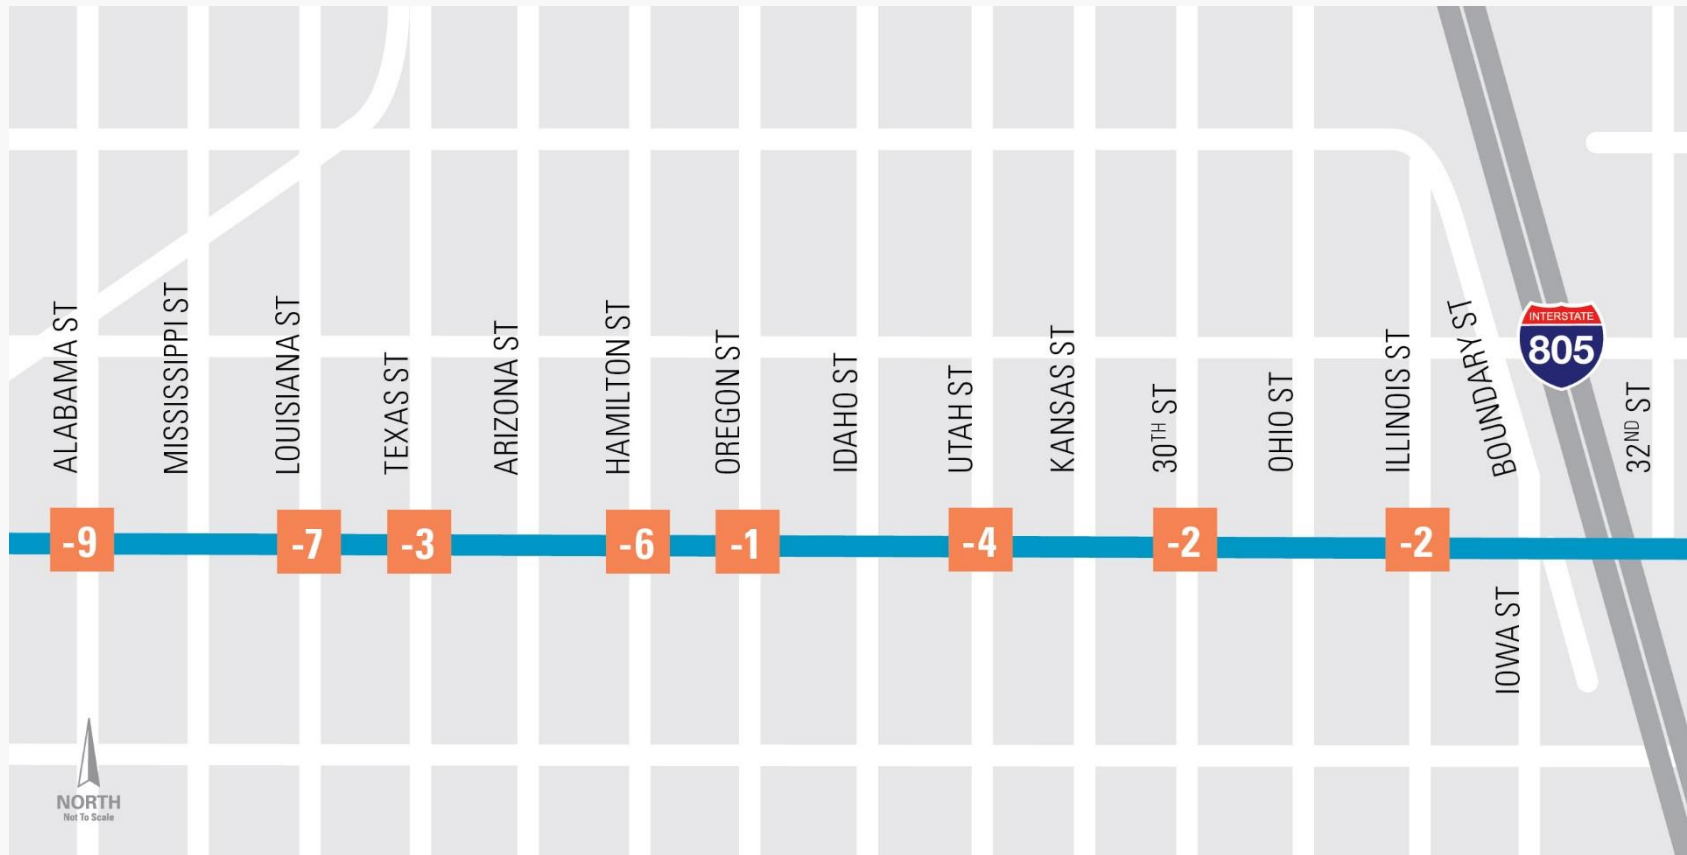 ALABAMA ST
MISSISSIPPI ST
LOUISIANA ST
TEXAS ST
ARIZONA ST
HAMILTON ST
OREGON ST
IDAHO ST
UTAH ST
KANSAS ST
30TH ST
OHIO ST
ILLINOIS ST
BOUNDARY ST
INTERSTATE
805
32ND ST
-9
-7
-3
-6
-1
-4
-2
-2
IOWA ST
NORTH
Not To Scale